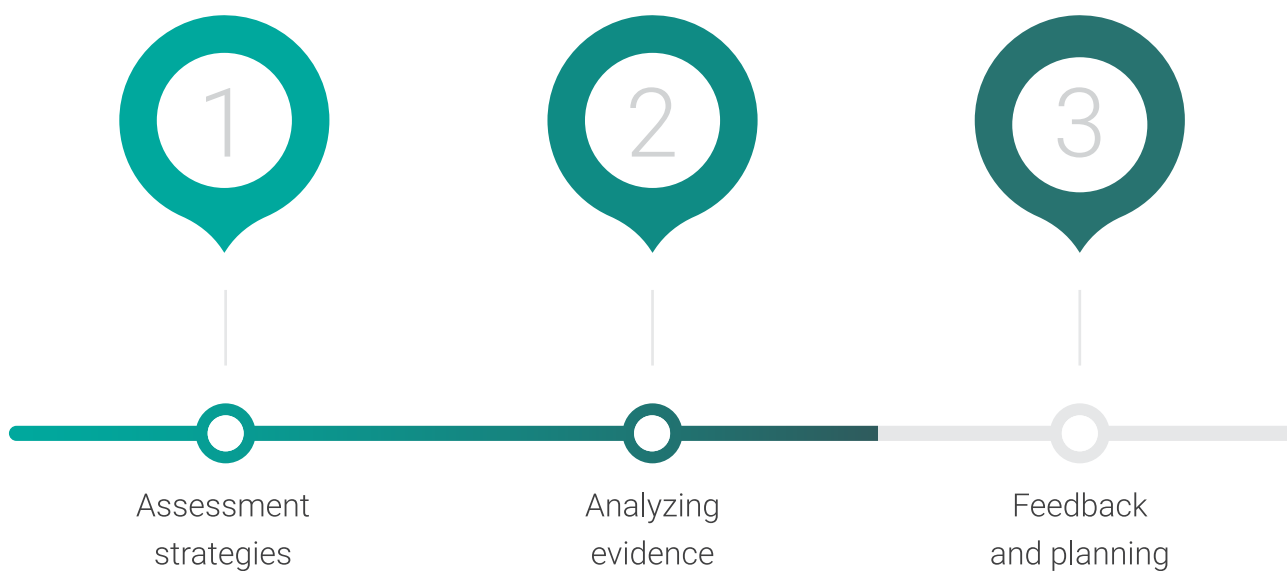 1
2
3
Assessment
strategies
Analyzing
evidence
Feedback
and planning